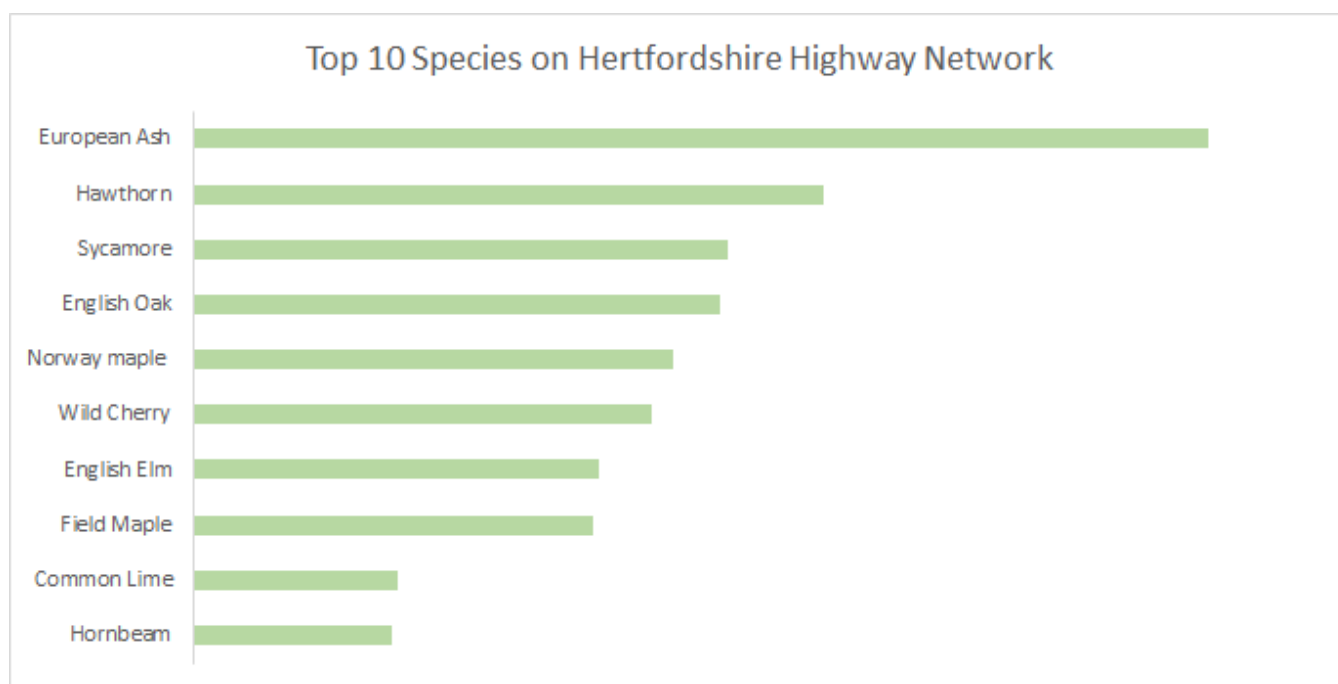 Top 10 Species on Hertfordshire Highway Network
European Ash
Hawthorn
Sycamore
English Oak
Norway maple
Wild Cherry
English Elm
Field Maple
Common Lime
Hornbeam